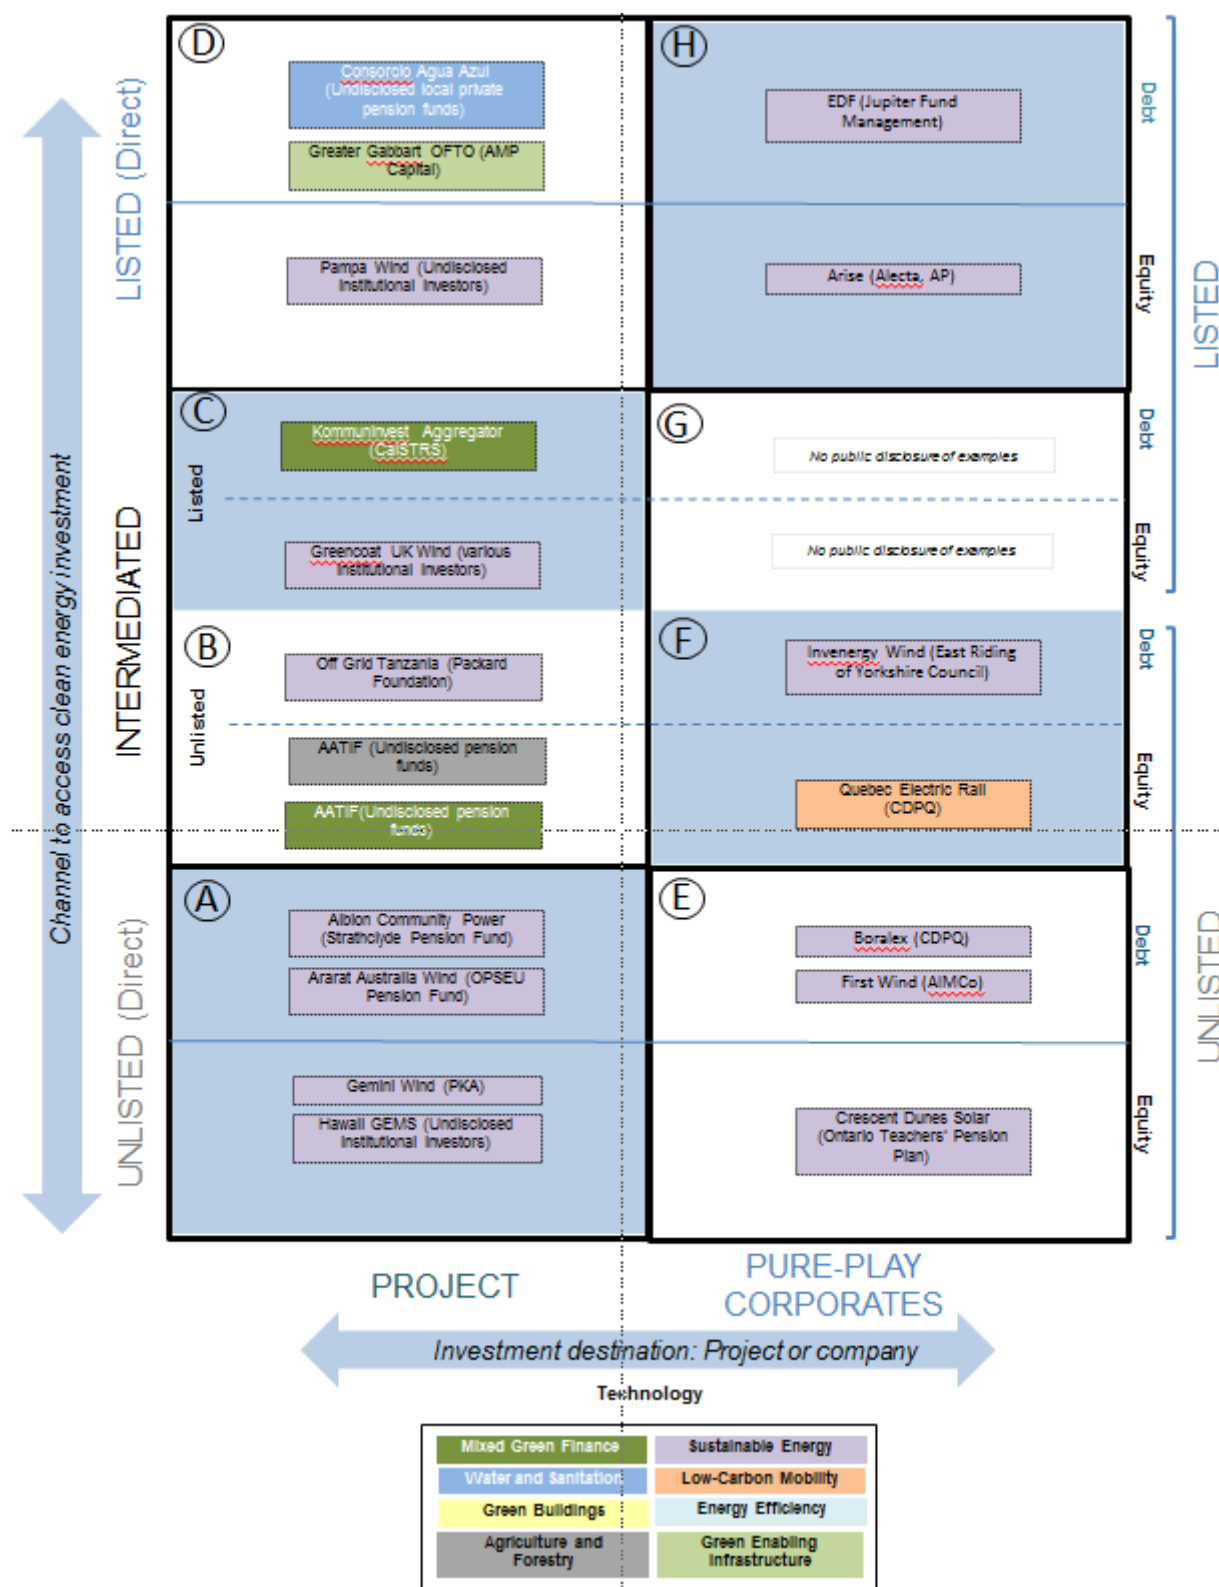 D
Consorcio Agua Azul
(Undisclosed local private
pension funds)
Greater Gabbart OFTO (AMP
Capital)
Pampa Wind (Undisclosed
Institutional Investors)
H
EDF (Jupiter Fund
Management)
Arise (Alecta, AP)
Debt
Equity
LISTED (Direct)
LISTED
C
Listed
Kommuninvest Aggregator
(CalSTRS)
Greencoat UK Wind (various
Institutional Investors)
G
No public disclosure of examples
No public disclosure of examples
Debt
Equity
Channel to access clean energy investment
INTERMEDIATED
B
Unlisted
Off Grid Tanzania (Packard
Foundation)
AATIF (Undisclosed pension
funds)
AATIF(Undisclosed pension
funds)
F
Invenergy Wind (East Riding
of Yorkshire Council)
Quebec Electric Rail
(CDPQ)
Debt
Equity
UNLISTED (Direct)
UNLISTED
A
Albion Community Power
(Strathclyde Pension Fund)
Ararat Australia Wind (OPSEU
Pension Fund)
Gemini Wind (PKA)
Hawaii GEMS (Undisclosed
Institutional Investors)
E
Boralex (CDPQ)
First Wind (AIMCo)
Crescent Dunes Solar
(Ontario Teachers' Pension
Plan)
Debt
Equity
PROJECT
PURE-PLAY
CORPORATES
Investment destination: Project or company
Technology
Mixed Green Finance
Sustainable Energy
Water and Sanitation
Low-Carbon Mobility
Green Buildings
Energy Efficiency
Agriculture and
Forestry
Green Enabling
Infrastructure